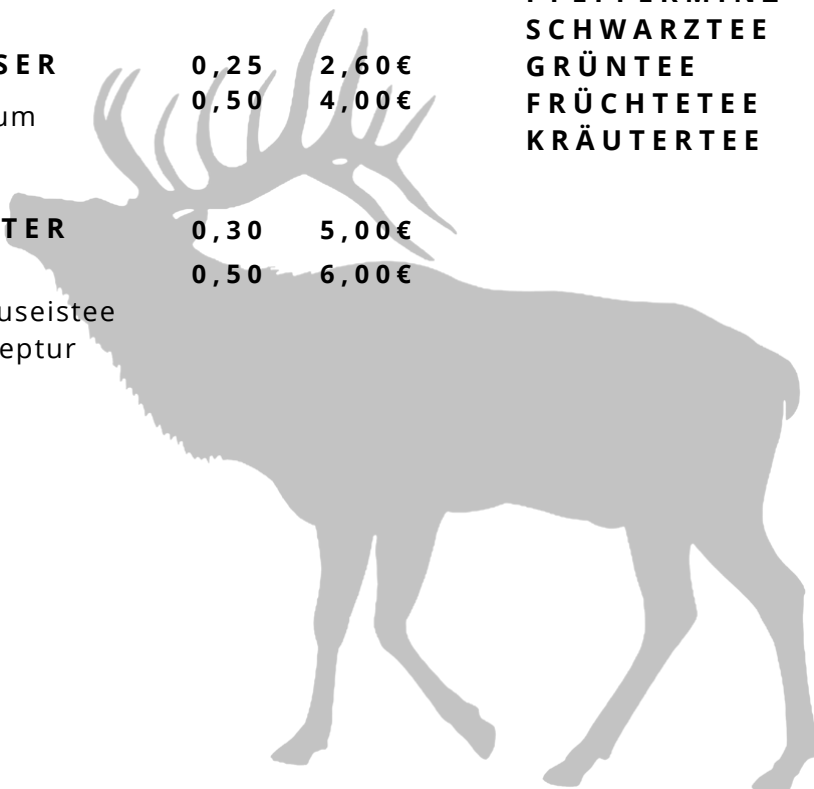 SER 0,25 2,60€
um 0,50 4,00€
TER 0,30 5,00€
0,50 6,00€
useistee
eptur
SCHWARZTEE
GRÜNTEE
FRÜCHTETEE
KRÄUTERTEE